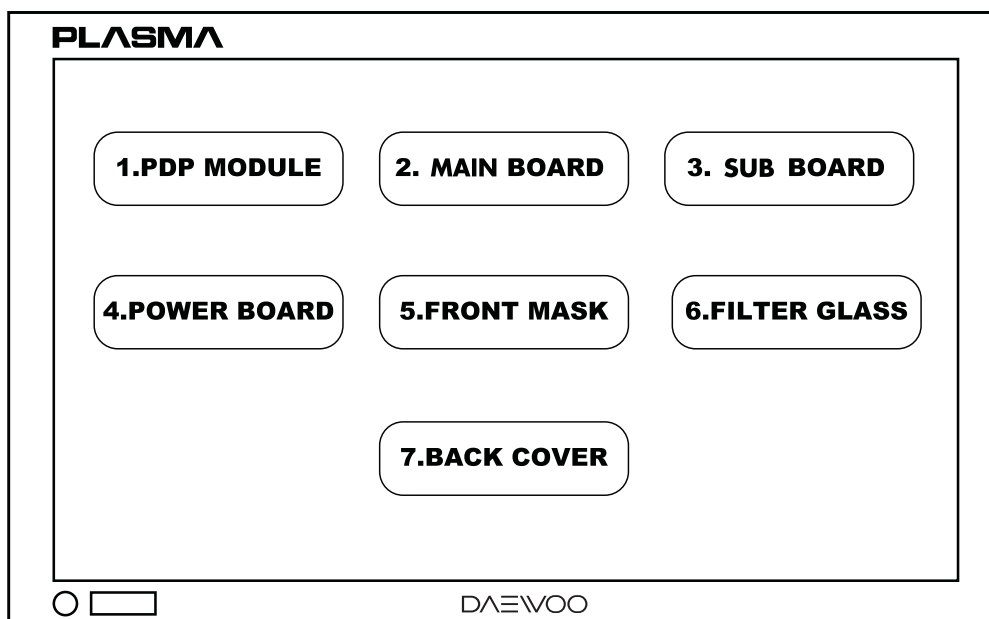 PLASMA
1.PDP MODULE
2. MAIN BOARD
3. SUB BOARD
4.POWER BOARD
5.FRONT MASK
6.FILTER GLASS
7.BACK COVER
DAEWOO